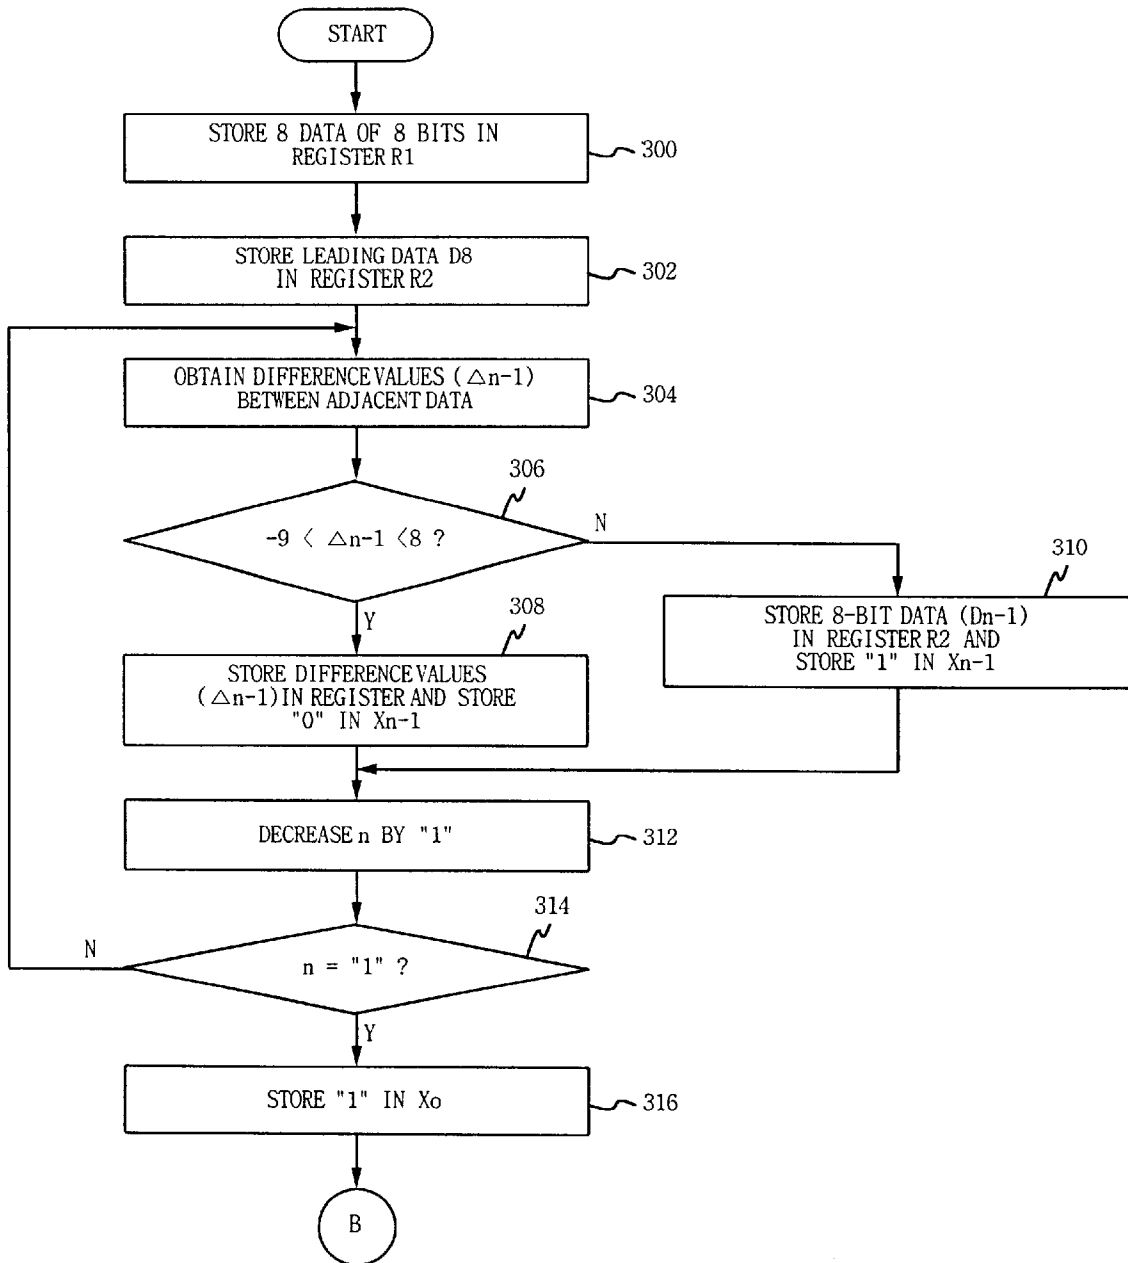 START
STORE 8 DATA OF 8 BITS IN
REGISTER R1
300
STORE LEADING DATA D8
IN REGISTER R2
302
OBTAIN DIFFERENCE VALUES (△n-1)
BETWEEN ADJACENT DATA
304
306
-9 < △n-1 <8 ?
N
Y
308
310
STORE 8-BIT DATA (Dn-1)
IN REGISTER R2 AND
STORE "1" IN Xn-1
STORE DIFFERENCE VALUES
(△n-1) IN REGISTER AND STORE
"0" IN Xn-1
DECREASE n BY "1"
312
314
N
n = "1" ?
Y
STORE "1" IN Xo
316
B